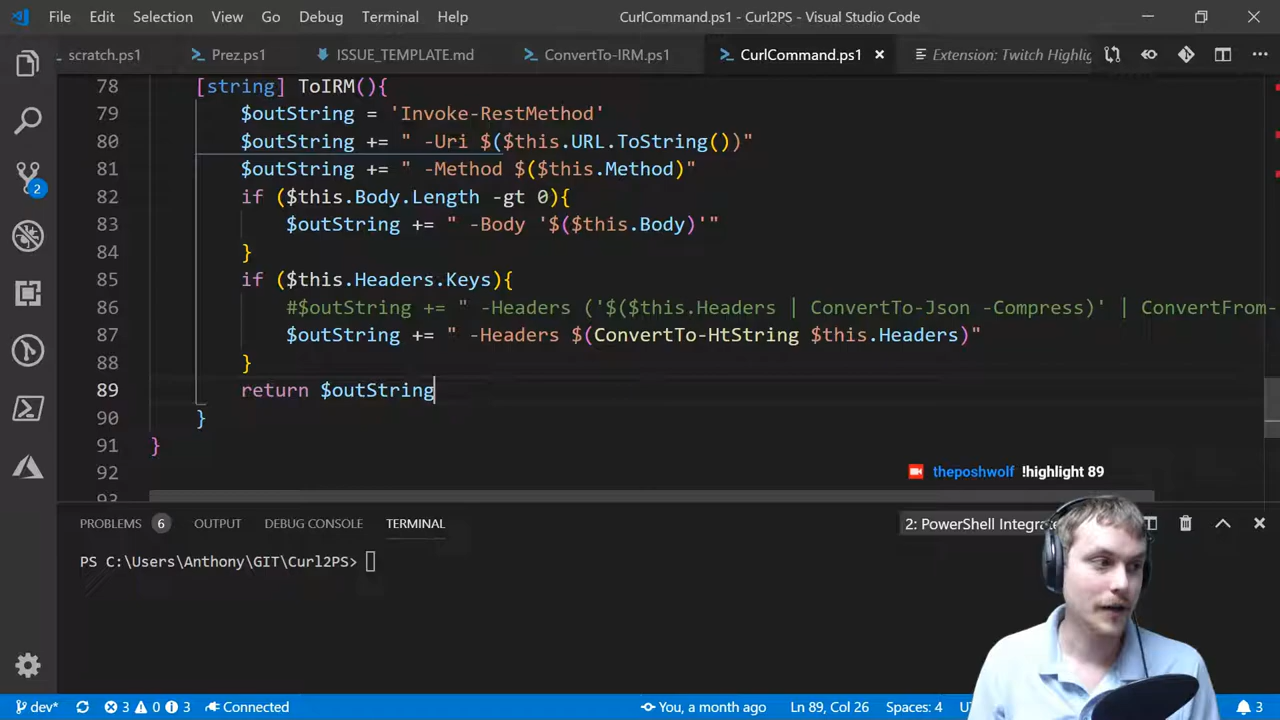 File Edit Selection View Go Debug Terminal Help CurlCommand.ps1 - Curl2PS - Visual Studio Code
scratch.ps1 Prez.ps1 ISSUE_TEMPLATE.md ConvertTo-IRM.ps1 CurlCommand.ps1 Extension: Twitch Highlig
78 [string] ToIRM(){
79 $outString = 'Invoke-RestMethod'
80 $outString += " -Uri $($this.URL.ToString())"
81 $outString += " -Method $($this.Method)"
82 if ($this.Body.Length -gt 0){
83 $outString += " -Body '$($this.Body)'"
84 }
85 if ($this.Headers.Keys){
86 #$outString += " -Headers ('$($this.Headers | ConvertTo-Json -Compress)' | ConvertFrom-
87 $outString += " -Headers $(ConvertTo-HtString $this.Headers)"
88 }
89 return $outString
90 }
91 }
92
93
theposhwolf !highlight 89
PROBLEMS 6 OUTPUT DEBUG CONSOLE TERMINAL 2: PowerShell Integrate
PS C:\Users\Anthony\GIT\Curl2PS>
2
dev* 3 0 3 Connected You, a month ago Ln 89, Col 26 Spaces: 4 3